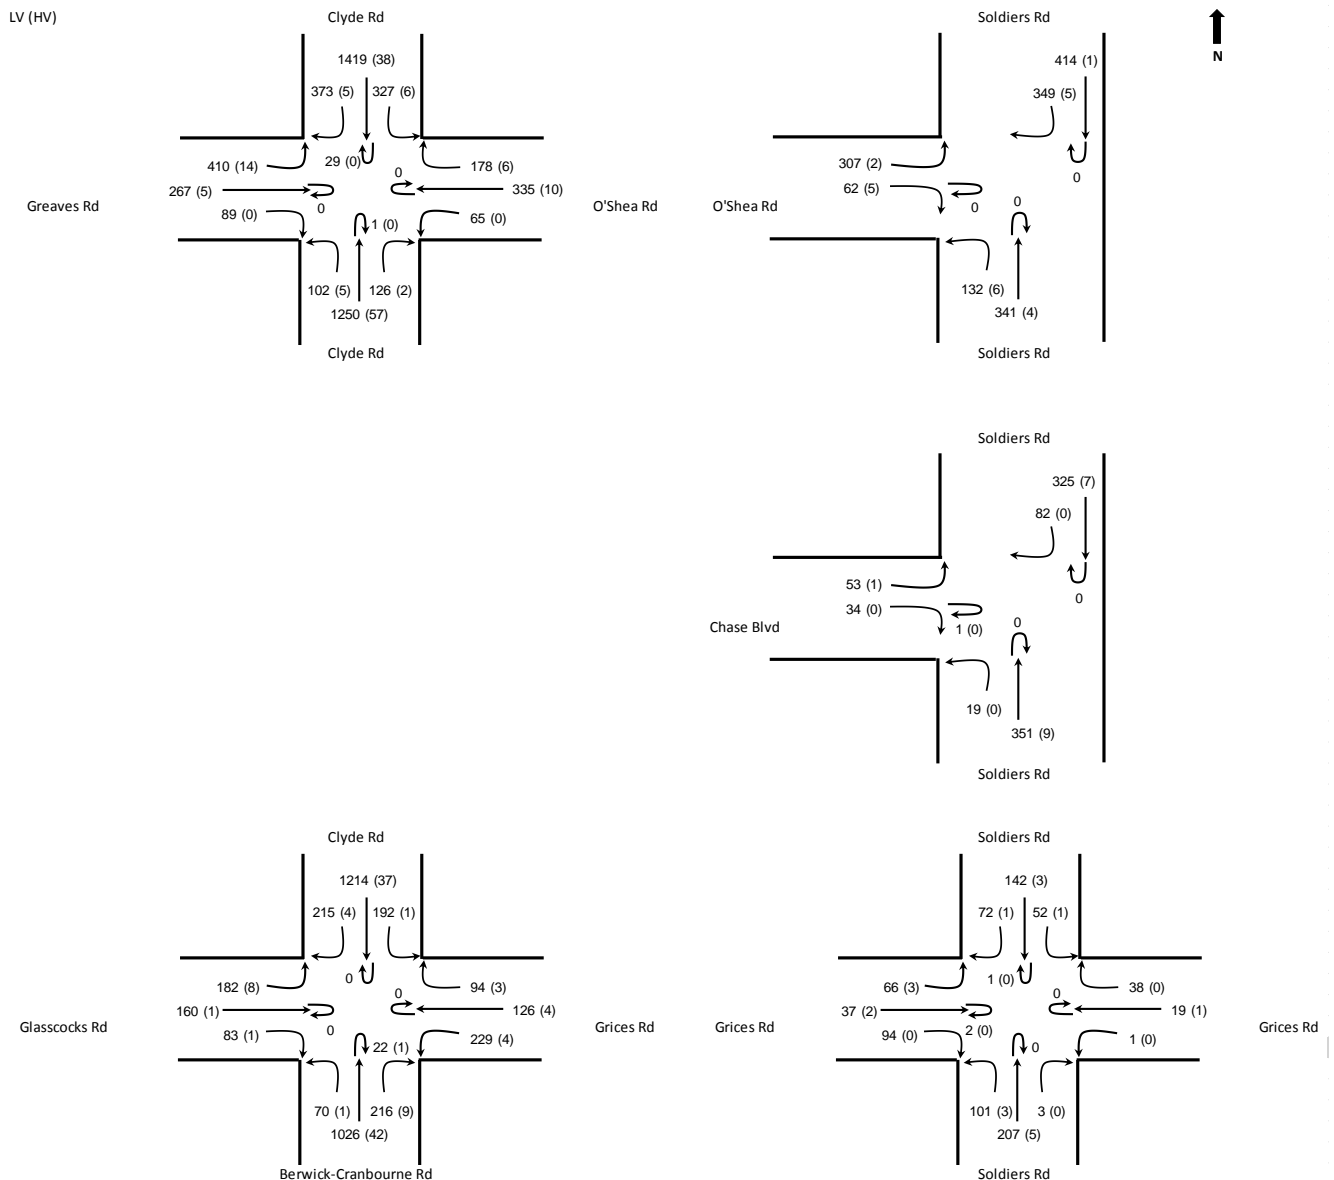 LV (HV)
Clyde Rd
1419 (38)
373 (5) 327 (6)
410 (14) 29 (0) 178 (6)
0
267 (5) 335 (10)
Greaves Rd 0 O'Shea Rd
89 (0) 1 (0) 65 (0)
102 (5) 126 (2)
1250 (57)
Clyde Rd
Soldiers Rd
N
414 (1)
349 (5)
307 (2)
0
62 (5)
O'Shea Rd 0 0
132 (6)
341 (4)
Soldiers Rd
Soldiers Rd
325 (7)
82 (0)
53 (1)
0
34 (0)
Chase Blvd 1 (0) 0
19 (0)
351 (9)
Soldiers Rd
Clyde Rd
1214 (37)
215 (4) 192 (1)
182 (8) 0 94 (3)
0
160 (1) 126 (4)
Glasscocks Rd 0 Grices Rd
83 (1) 22 (1) 229 (4)
70 (1) 216 (9)
1026 (42)
Berwick-Cranbourne Rd
Soldiers Rd
142 (3)
72 (1) 52 (1)
66 (3) 1 (0) 38 (0)
0
37 (2) 19 (1)
Grices Rd 2 (0) Grices Rd
94 (0) 0 1 (0)
101 (3) 3 (0)
207 (5)
Soldiers Rd